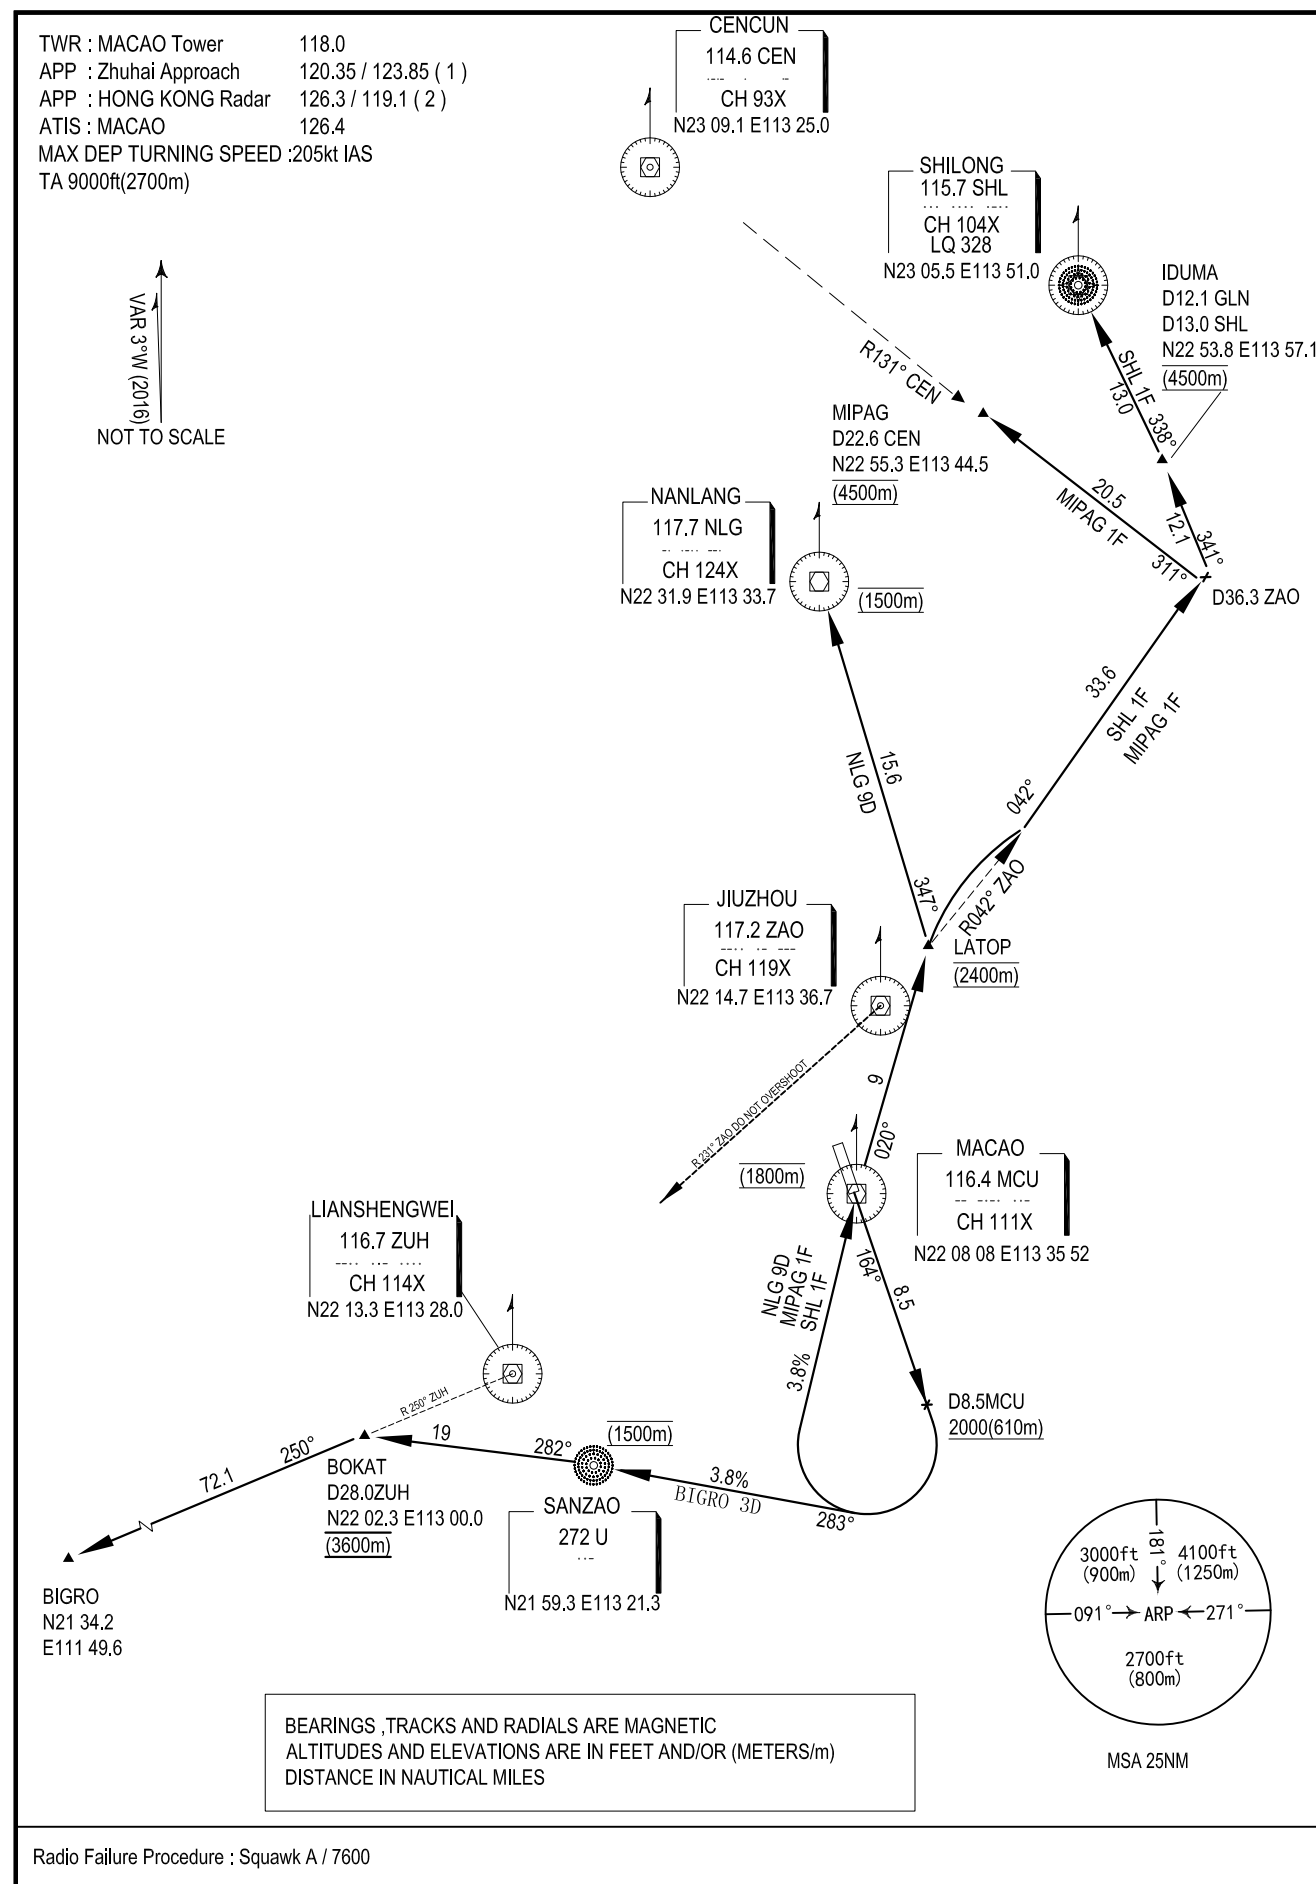 TWR : MACAO Tower 118.0
APP : Zhuhai Approach 120.35 / 123.85 ( 1 )
APP : HONG KONG Radar 126.3 / 119.1 ( 2 )
ATIS : MACAO 126.4
MAX DEP TURNING SPEED :205kt IAS
TA 9000ft(2700m)
CENCUN
114.6 CEN
CH 93X
N23 09.1 E113 25.0
SHILONG
115.7 SHL
CH 104X
LQ 328
N23 05.5 E113 51.0
IDUMA
D12.1 GLN
D13.0 SHL
N22 53.8 E113 57.1
(4500m)
VAR 3°W (2016)
NOT TO SCALE
R131° CEN
SHL 1F
13.0
338°
MIPAG
D22.6 CEN
N22 55.3 E113 44.5
(4500m)
20.5
MIPAG 1F
311°
12.1
341°
D36.3 ZAO
NANLANG
117.7 NLG
CH 124X
N22 31.9 E113 33.7
(1500m)
33.6
SHL 1F
MIPAG 1F
042°
15.6
NLG 9D
347°
R042° ZAO
LATOP
(2400m)
JIUZHOU
117.2 ZAO
CH 119X
N22 14.7 E113 36.7
R 231° ZAO DO NOT OVERSHOOT
9
020°
(1800m)
MACAO
116.4 MCU
CH 111X
N22 08 08 E113 35 52
LIANSHENGWEI
116.7 ZUH
CH 114X
N22 13.3 E113 28.0
NLG 9D
MIPAG 1F
SHL 1F
3.8%
164°
8.5
D8.5MCU
2000(610m)
R 250° ZUH
250°
72.1
19
282°
(1500m)
3.8%
BIGRO 3D
283°
BOKAT
D28.0ZUH
N22 02.3 E113 00.0
(3600m)
SANZAO
272 U
N21 59.3 E113 21.3
BIGRO
N21 34.2
E111 49.6
3000ft
(900m)
181°
4100ft
(1250m)
091° ARP 271°
2700ft
(800m)
MSA 25NM
BEARINGS ,TRACKS AND RADIALS ARE MAGNETIC
ALTITUDES AND ELEVATIONS ARE IN FEET AND/OR (METERS/m)
DISTANCE IN NAUTICAL MILES
Radio Failure Procedure : Squawk A / 7600